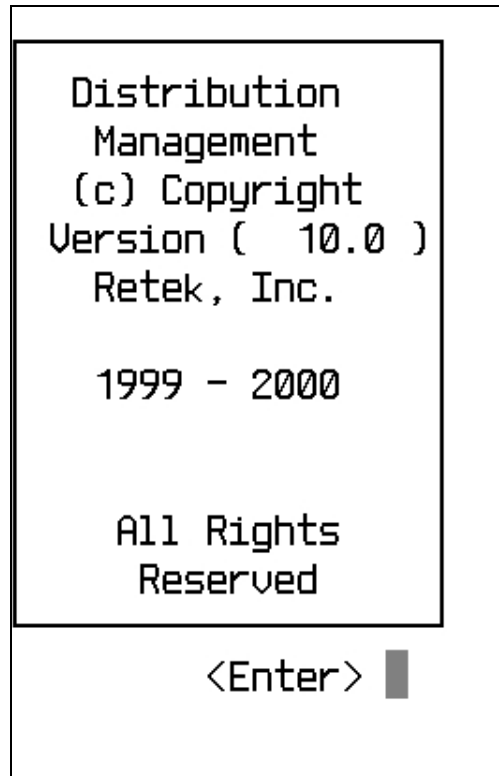 Distribution
Management
(c) Copyright
Version (  10.0 )
Retek, Inc.
1999 - 2000
All Rights
Reserved
<Enter>